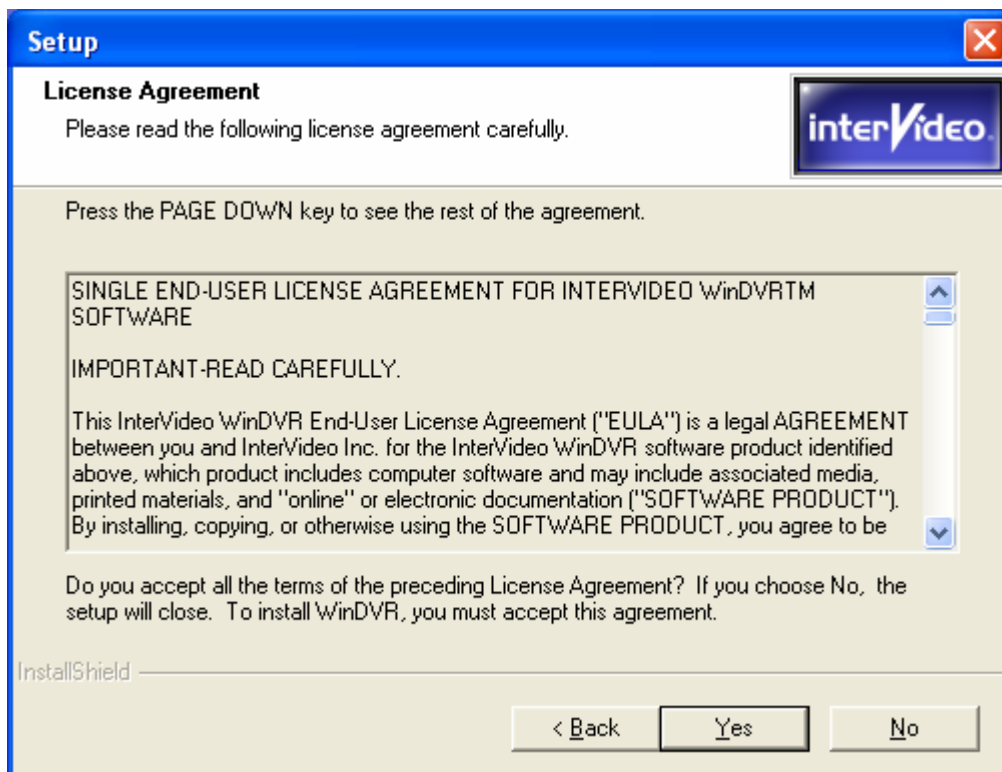 Setup
License Agreement
Please read the following license agreement carefully.
interVideo.
Press the PAGE DOWN key to see the rest of the agreement.
SINGLE END-USER LICENSE AGREEMENT FOR INTERVIDEO WinDVRTM
SOFTWARE
IMPORTANT-READ CAREFULLY.
This InterVideo WinDVR End-User License Agreement ("EULA") is a legal AGREEMENT
between you and InterVideo Inc. for the InterVideo WinDVR software product identified
above, which product includes computer software and may include associated media,
printed materials, and "online" or electronic documentation ("SOFTWARE PRODUCT").
By installing, copying, or otherwise using the SOFTWARE PRODUCT, you agree to be
Do you accept all the terms of the preceding License Agreement?  If you choose No,  the
setup will close.  To install WinDVR, you must accept this agreement.
InstallShield
< Back
Yes
No